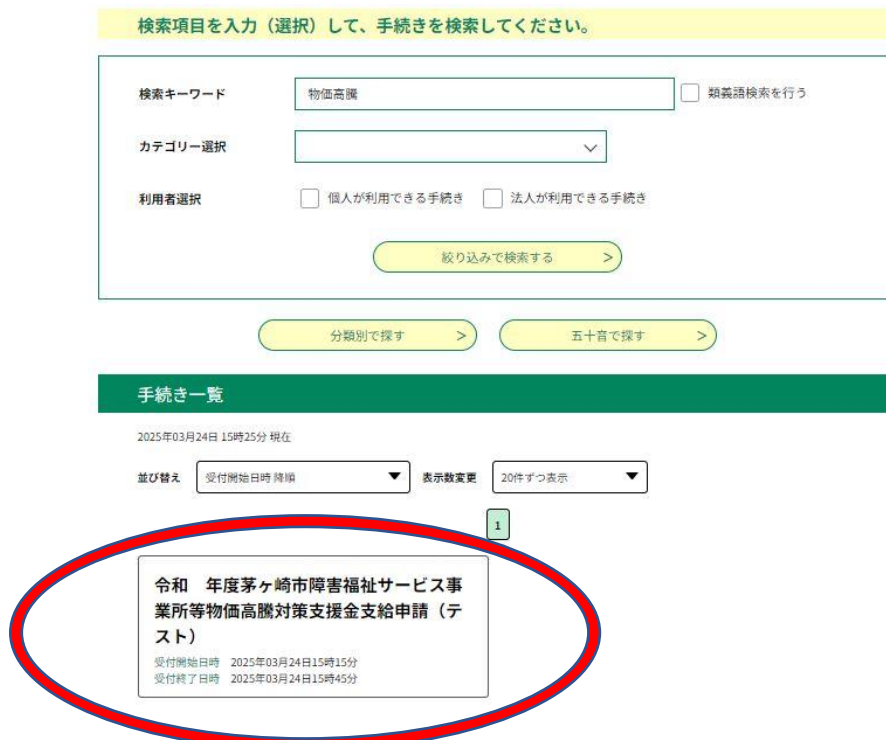 検索項目を入力（選択）して、手続きを検索してください。
検索キーワード
物価高騰
類義語検索を行う
カテゴリー選択
利用者選択
個人が利用できる手続き
法人が利用できる手続き
絞り込みで検索する >
分類別で探す >
五十音で探す >
手続き一覧
2025年03月24日 15時25分 現在
並び替え
受付開始日時 降順
表示数変更
20件ずつ表示
1
令和　年度茅ヶ崎市障害福祉サービス事
業所等物価高騰対策支援金支給申請（テ
スト）
受付開始日時 2025年03月24日15時15分
受付終了日時 2025年03月24日15時45分